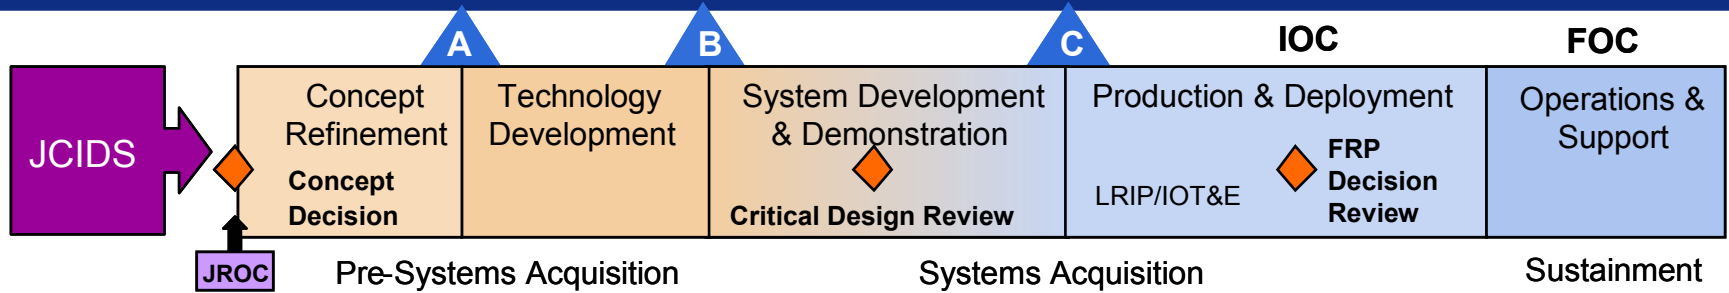 A
B
C
IOC
FOC
JCIDS
Concept
Refinement
Concept
Decision
Technology
Development
System Development
& Demonstration
Critical Design Review
Production & Deployment
LRIP/IOT&E
FRP
Decision
Review
Operations &
Support
JROC
Pre-Systems Acquisition
Systems Acquisition
Sustainment